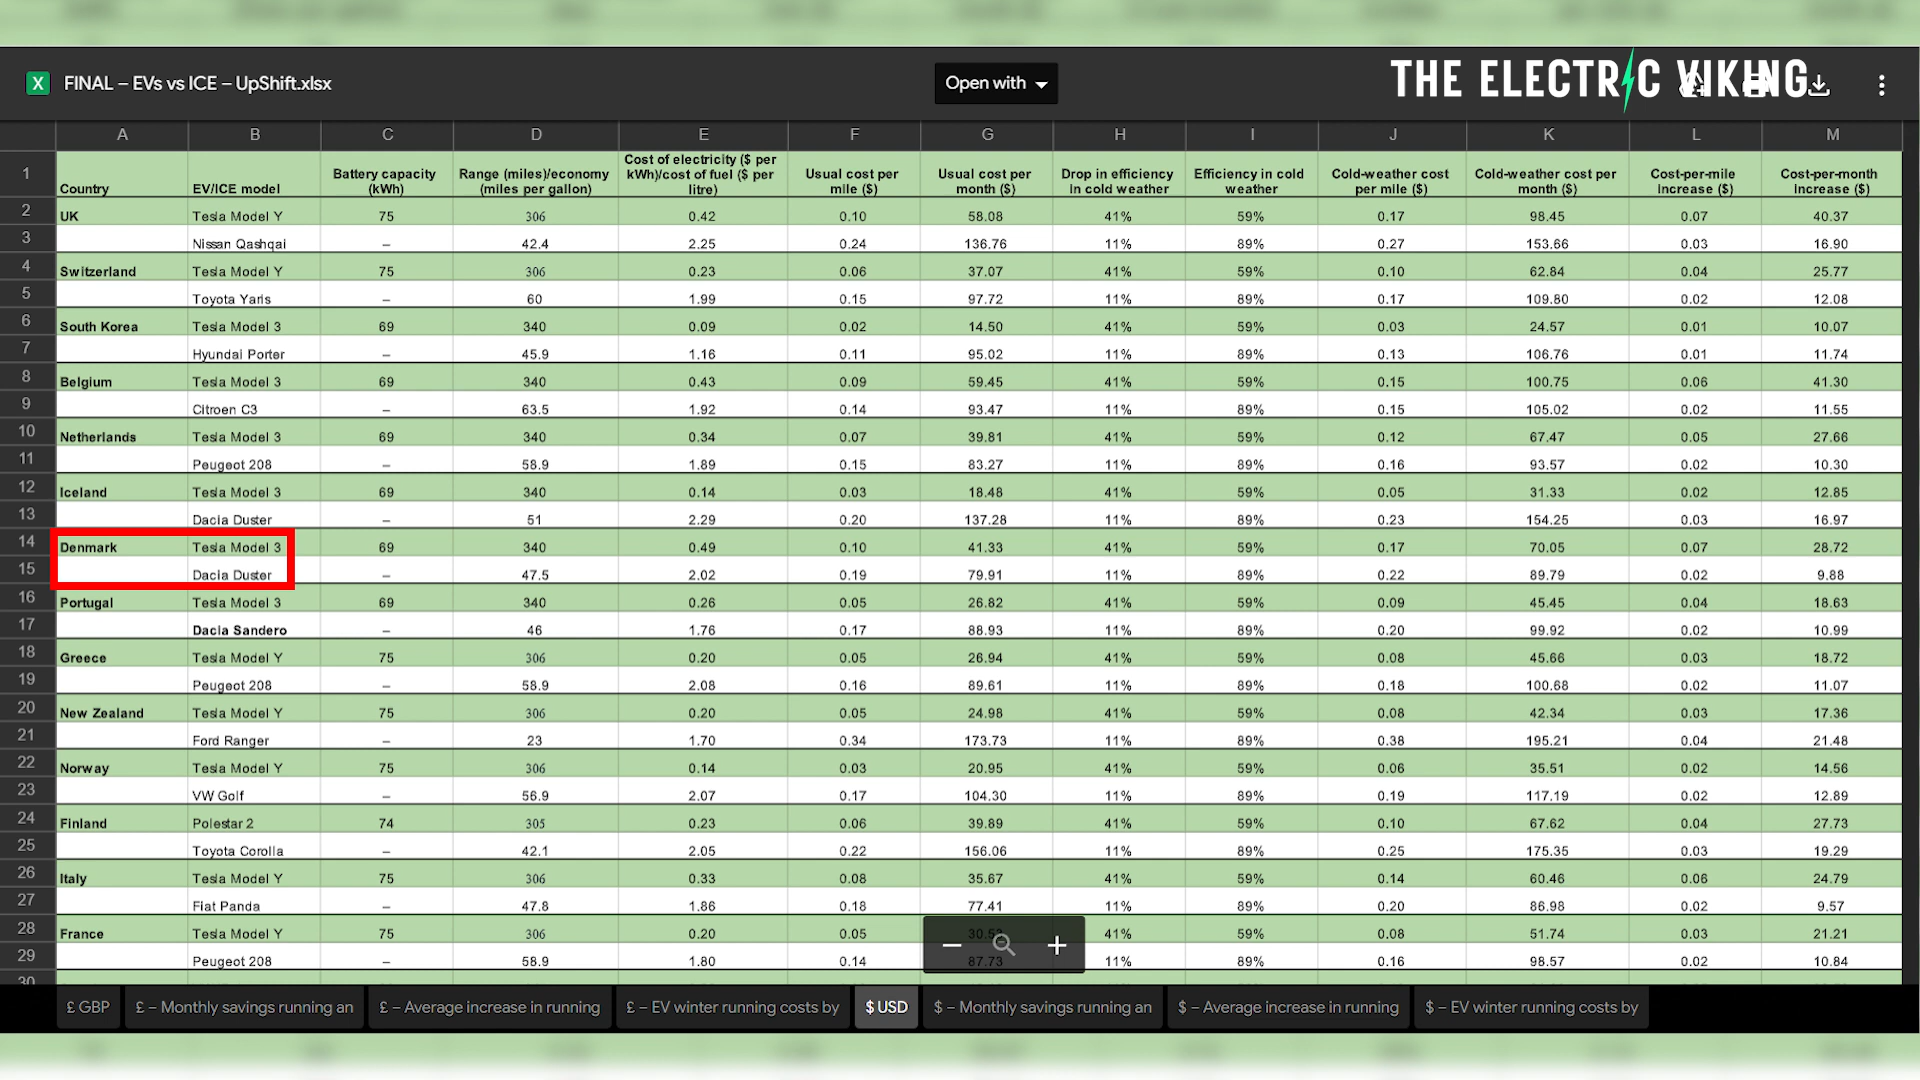 FINAL – EVs vs ICE – UpShift.xlsx
Open with
THE ELECTRIC VIKING
A B C D E F G H I J K L M
1 Country EV/ICE model Battery capacity (kWh) Range (miles)/economy (miles per gallon) Cost of electricity ($ per kWh)/cost of fuel ($ per litre) Usual cost per mile ($) Usual cost per month ($) Drop in efficiency in cold weather Efficiency in cold weather Cold-weather cost per mile ($) Cold-weather cost per month ($) Cost-per-mile increase ($) Cost-per-month increase ($)
2 UK Tesla Model Y 75 306 0.42 0.10 58.08 41% 59% 0.17 98.45 0.07 40.37
3 Nissan Qashqai – 42.4 2.25 0.24 136.76 11% 89% 0.27 153.66 0.03 16.90
4 Switzerland Tesla Model Y 75 306 0.23 0.06 37.07 41% 59% 0.10 62.84 0.04 25.77
5 Toyota Yaris – 60 1.99 0.15 97.72 11% 89% 0.17 109.80 0.02 12.08
6 South Korea Tesla Model 3 69 340 0.09 0.02 14.50 41% 59% 0.03 24.57 0.01 10.07
7 Hyundai Porter – 45.9 1.16 0.11 95.02 11% 89% 0.13 106.76 0.01 11.74
8 Belgium Tesla Model 3 69 340 0.43 0.09 59.45 41% 59% 0.15 100.75 0.06 41.30
9 Citroen C3 – 63.5 1.92 0.14 93.47 11% 89% 0.15 105.02 0.02 11.55
10 Netherlands Tesla Model 3 69 340 0.34 0.07 39.81 41% 59% 0.12 67.47 0.05 27.66
11 Peugeot 208 – 58.9 1.89 0.15 83.27 11% 89% 0.16 93.57 0.02 10.30
12 Iceland Tesla Model 3 69 340 0.14 0.03 18.48 41% 59% 0.05 31.33 0.02 12.85
13 Dacia Duster – 51 2.29 0.20 137.28 11% 89% 0.23 154.25 0.03 16.97
14 Denmark Tesla Model 3 69 340 0.49 0.10 41.33 41% 59% 0.17 70.05 0.07 28.72
15 Dacia Duster – 47.5 2.02 0.19 79.91 11% 89% 0.22 89.79 0.02 9.88
16 Portugal Tesla Model 3 69 340 0.26 0.05 26.82 41% 59% 0.09 45.45 0.04 18.63
17 Dacia Sandero – 46 1.76 0.17 88.93 11% 89% 0.20 99.92 0.02 10.99
18 Greece Tesla Model Y 75 306 0.20 0.05 26.94 41% 59% 0.08 45.66 0.03 18.72
19 Peugeot 208 – 58.9 2.08 0.16 89.61 11% 89% 0.18 100.68 0.02 11.07
20 New Zealand Tesla Model Y 75 306 0.20 0.05 24.98 41% 59% 0.08 42.34 0.03 17.36
21 Ford Ranger – 23 1.70 0.34 173.73 11% 89% 0.38 195.21 0.04 21.48
22 Norway Tesla Model Y 75 306 0.14 0.03 20.95 41% 59% 0.06 35.51 0.02 14.56
23 VW Golf – 56.9 2.07 0.17 104.30 11% 89% 0.19 117.19 0.02 12.89
24 Finland Polestar 2 74 305 0.23 0.06 39.89 41% 59% 0.10 67.62 0.04 27.73
25 Toyota Corolla – 42.1 2.05 0.22 156.06 11% 89% 0.25 175.35 0.03 19.29
26 Italy Tesla Model Y 75 306 0.33 0.08 35.67 41% 59% 0.14 60.46 0.06 24.79
27 Fiat Panda – 47.8 1.86 0.18 77.41 11% 89% 0.20 86.98 0.02 9.57
28 France Tesla Model Y 75 306 0.20 0.05 41% 59% 0.08 51.74 0.03 21.21
29 Peugeot 208 – 58.9 1.80 0.14 87.73 11% 89% 0.16 98.57 0.02 10.84
30
£ GBP £ – Monthly savings running an £ – Average increase in running £ – EV winter running costs by $ USD $ – Monthly savings running an $ – Average increase in running $ – EV winter running costs by